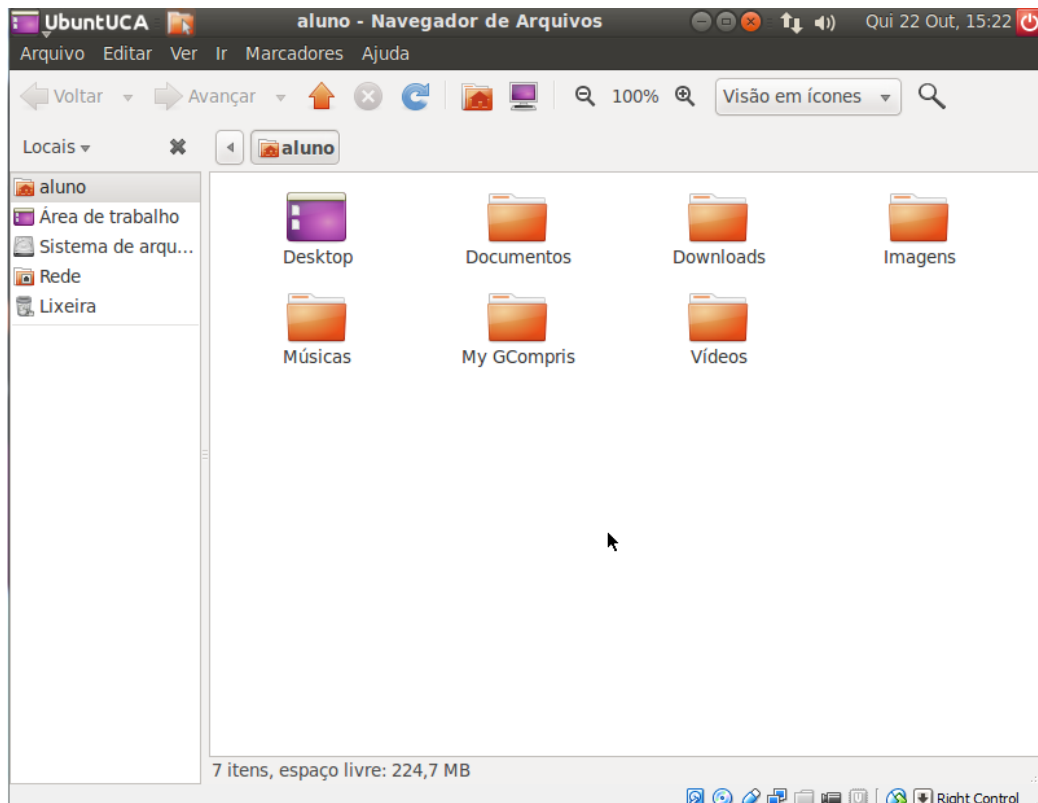 UbuntUCA aluno - Navegador de Arquivos Qui 22 Out, 15:22
Arquivo Editar Ver Ir Marcadores Ajuda
Voltar Avançar 100% Visão em ícones
Locais aluno
aluno
Área de trabalho
Sistema de arqu...
Rede
Lixeira
Desktop Documentos Downloads Imagens
Músicas My GCompris Vídeos
7 itens, espaço livre: 224,7 MB
Right Control